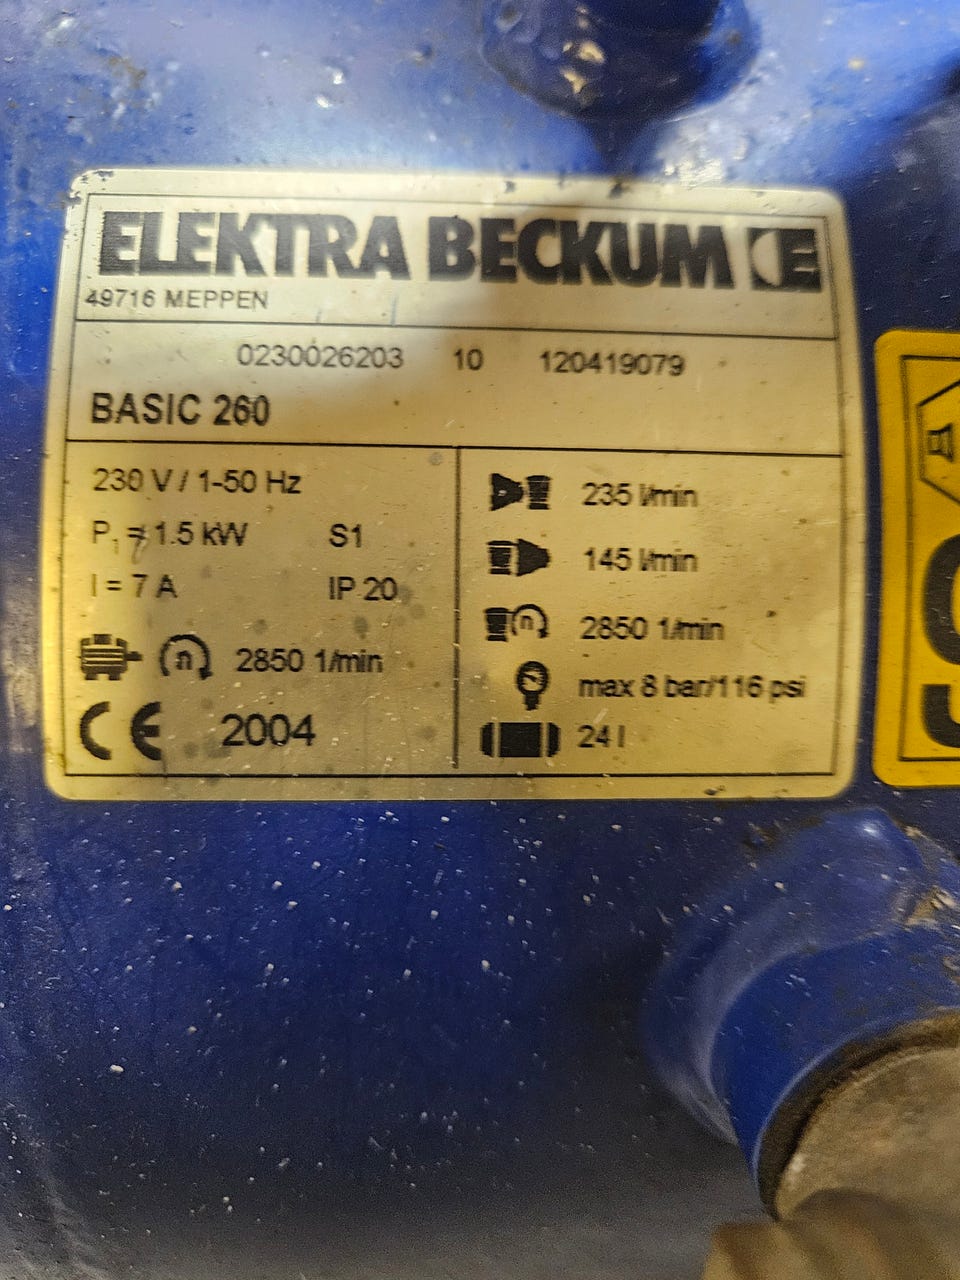 ELEKTRA BECKUM
49716 MEPPEN
0230026203 10 120419079
BASIC 260
230 V / 1-50 Hz
P1 = 1.5 kW S1
I = 7 A IP 20
n 2850 1/min
CE 2004
235 l/min
145 l/min
n 2850 1/min
max 8 bar/116 psi
24 l